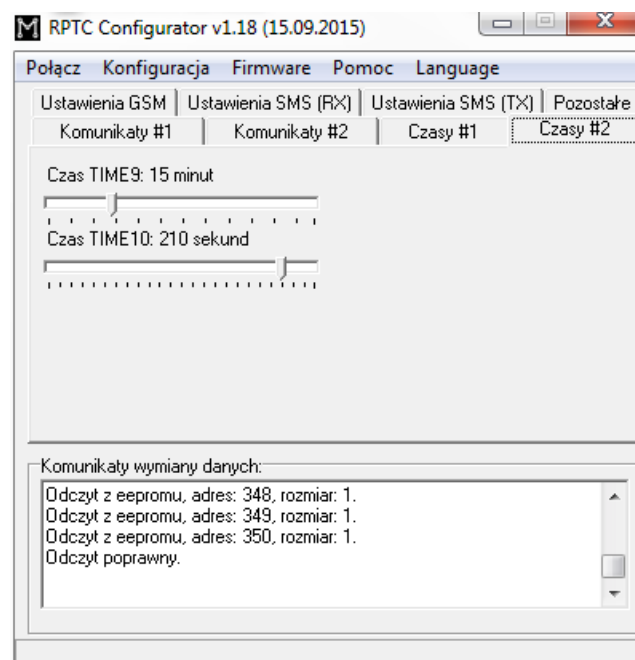 RPTC Configurator v1.18 (15.09.2015)
Połącz Konfiguracja Firmware Pomoc Language
Ustawienia GSM Ustawienia SMS (RX) Ustawienia SMS (TX) Pozostałe
Komunikaty #1 Komunikaty #2 Czasy #1 Czasy #2
Czas TIME9: 15 minut
Czas TIME10: 210 sekund
Komunikaty wymiany danych:
Odczyt z eepromu, adres: 348, rozmiar: 1.
Odczyt z eepromu, adres: 349, rozmiar: 1.
Odczyt z eepromu, adres: 350, rozmiar: 1.
Odczyt poprawny.